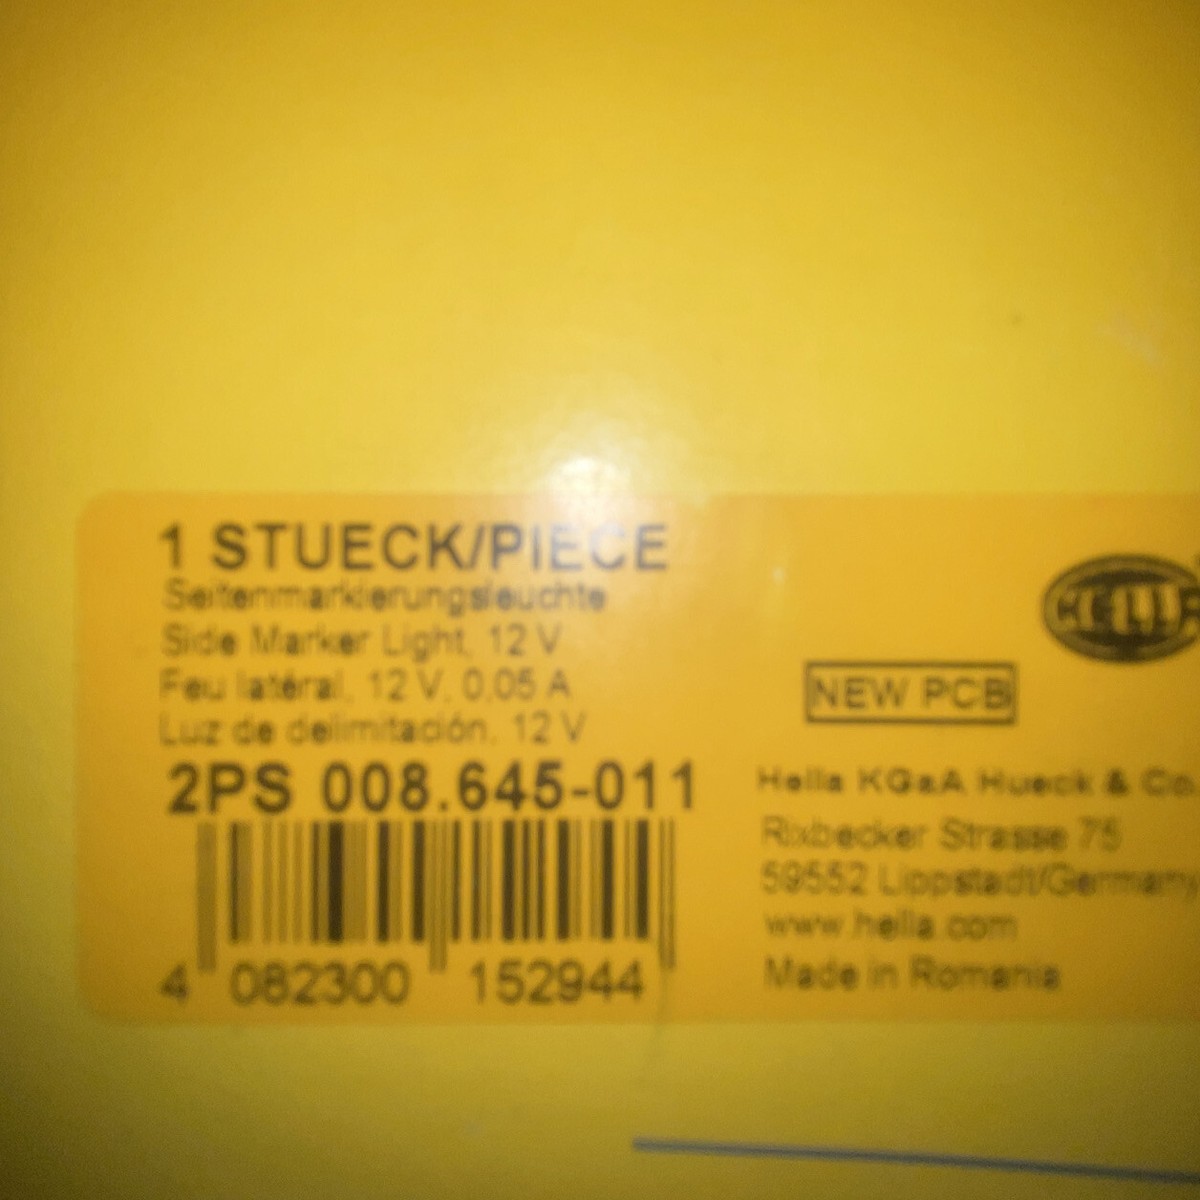 1 STUECK/PIECE
Seitenmarkierungsleuchte
Side Marker Light, 12 V
Feu latéral, 12 V, 0,05 A
Luz de delimitación, 12 V
2PS 008.645-011
4 082300 152944
HELLA
NEW PCB
Hella KGaA Hueck & Co.
Rixbecker Strasse 75
59552 Lippstadt/Germany
www.hella.com
Made in Romania